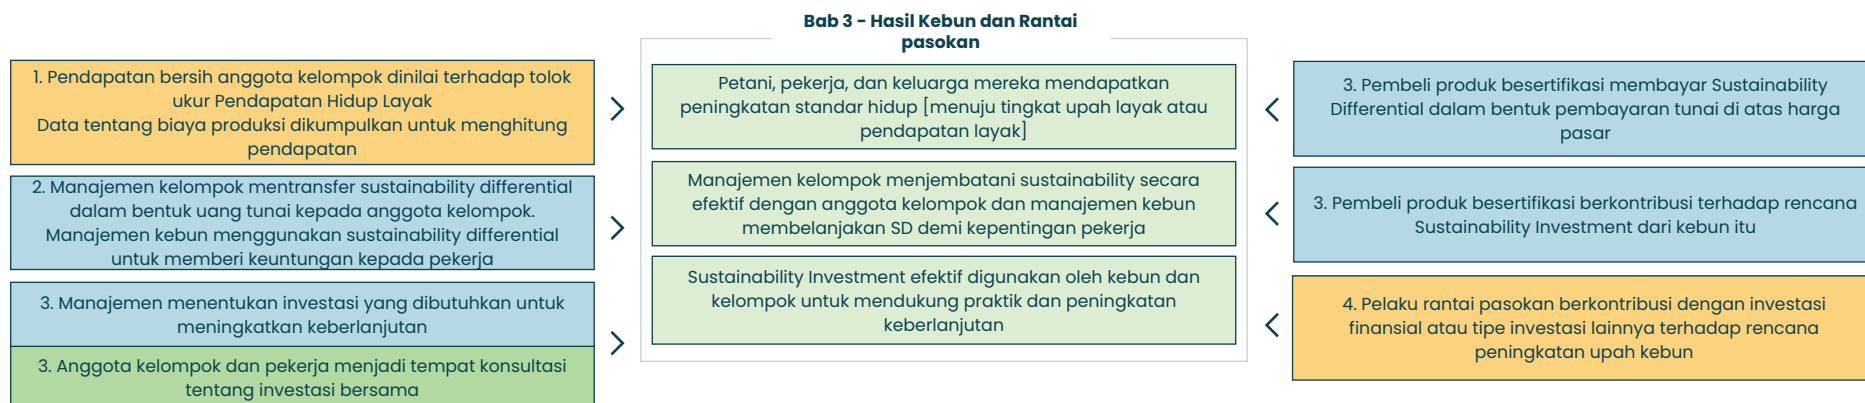 Bab 3 - Hasil Kebun dan Rantai
pasokan
1. Pendapatan bersih anggota kelompok dinilai terhadap tolok
ukur Pendapatan Hidup Layak
Data tentang biaya produksi dikumpulkan untuk menghitung
pendapatan
2. Manajemen kelompok mentransfer sustainability differential
dalam bentuk uang tunai kepada anggota kelompok.
Manajemen kebun menggunakan sustainability differential
untuk memberi keuntungan kepada pekerja
3. Manajemen menentukan investasi yang dibutuhkan untuk
meningkatkan keberlanjutan
3. Anggota kelompok dan pekerja menjadi tempat konsultasi
tentang investasi bersama
Petani, pekerja, dan keluarga mereka mendapatkan
peningkatan standar hidup [menuju tingkat upah layak atau
pendapatan layak]
Manajemen kelompok menjembatani sustainability secara
efektif dengan anggota kelompok dan manajemen kebun
membelanjakan SD demi kepentingan pekerja
Sustainability Investment efektif digunakan oleh kebun dan
kelompok untuk mendukung praktik dan peningkatan
keberlanjutan
3. Pembeli produk besertifikasi membayar Sustainability
Differential dalam bentuk pembayaran tunai di atas harga
pasar
3. Pembeli produk besertifikasi berkontribusi terhadap rencana
Sustainability Investment dari kebun itu
4. Pelaku rantai pasokan berkontribusi dengan investasi
finansial atau tipe investasi lainnya terhadap rencana
peningkatan upah kebun